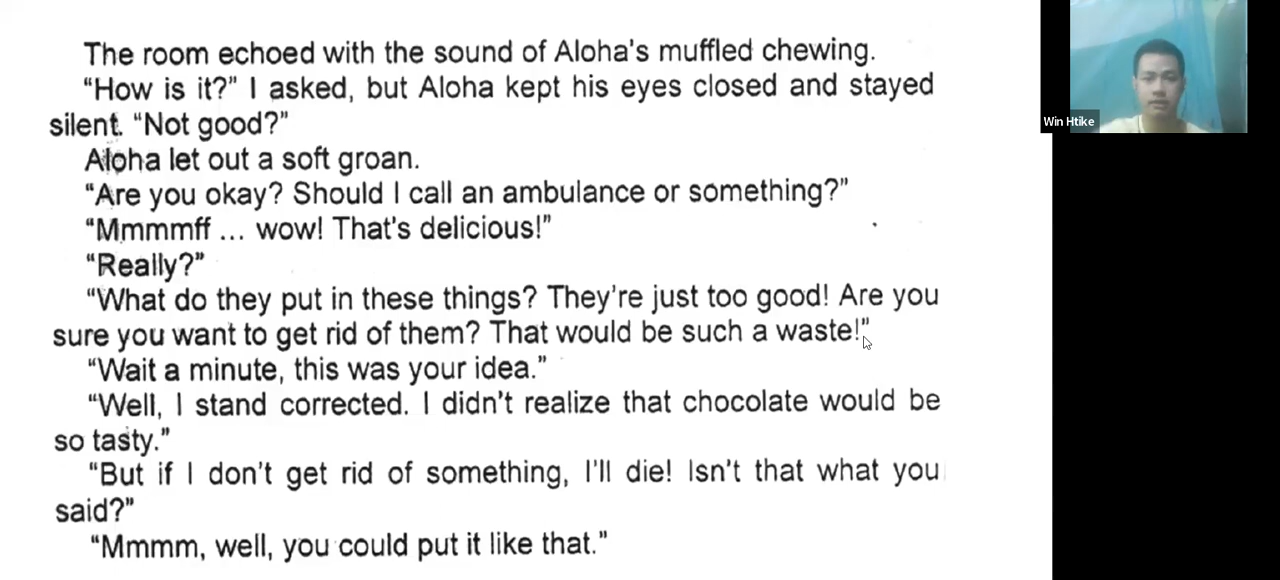 The room echoed with the sound of Aloha's muffled chewing.
“How is it?” I asked, but Aloha kept his eyes closed and stayed
silent. “Not good?”
Aloha let out a soft groan.
“Are you okay? Should I call an ambulance or something?”
“Mmmmff ... wow! That's delicious!”
“Really?”
“What do they put in these things? They're just too good! Are you
sure you want to get rid of them? That would be such a waste!”
“Wait a minute, this was your idea.”
“Well, I stand corrected. I didn't realize that chocolate would be
so tasty.”
“But if I don't get rid of something, I'll die! Isn't that what you
said?”
“Mmmm, well, you could put it like that.”
Win Htike